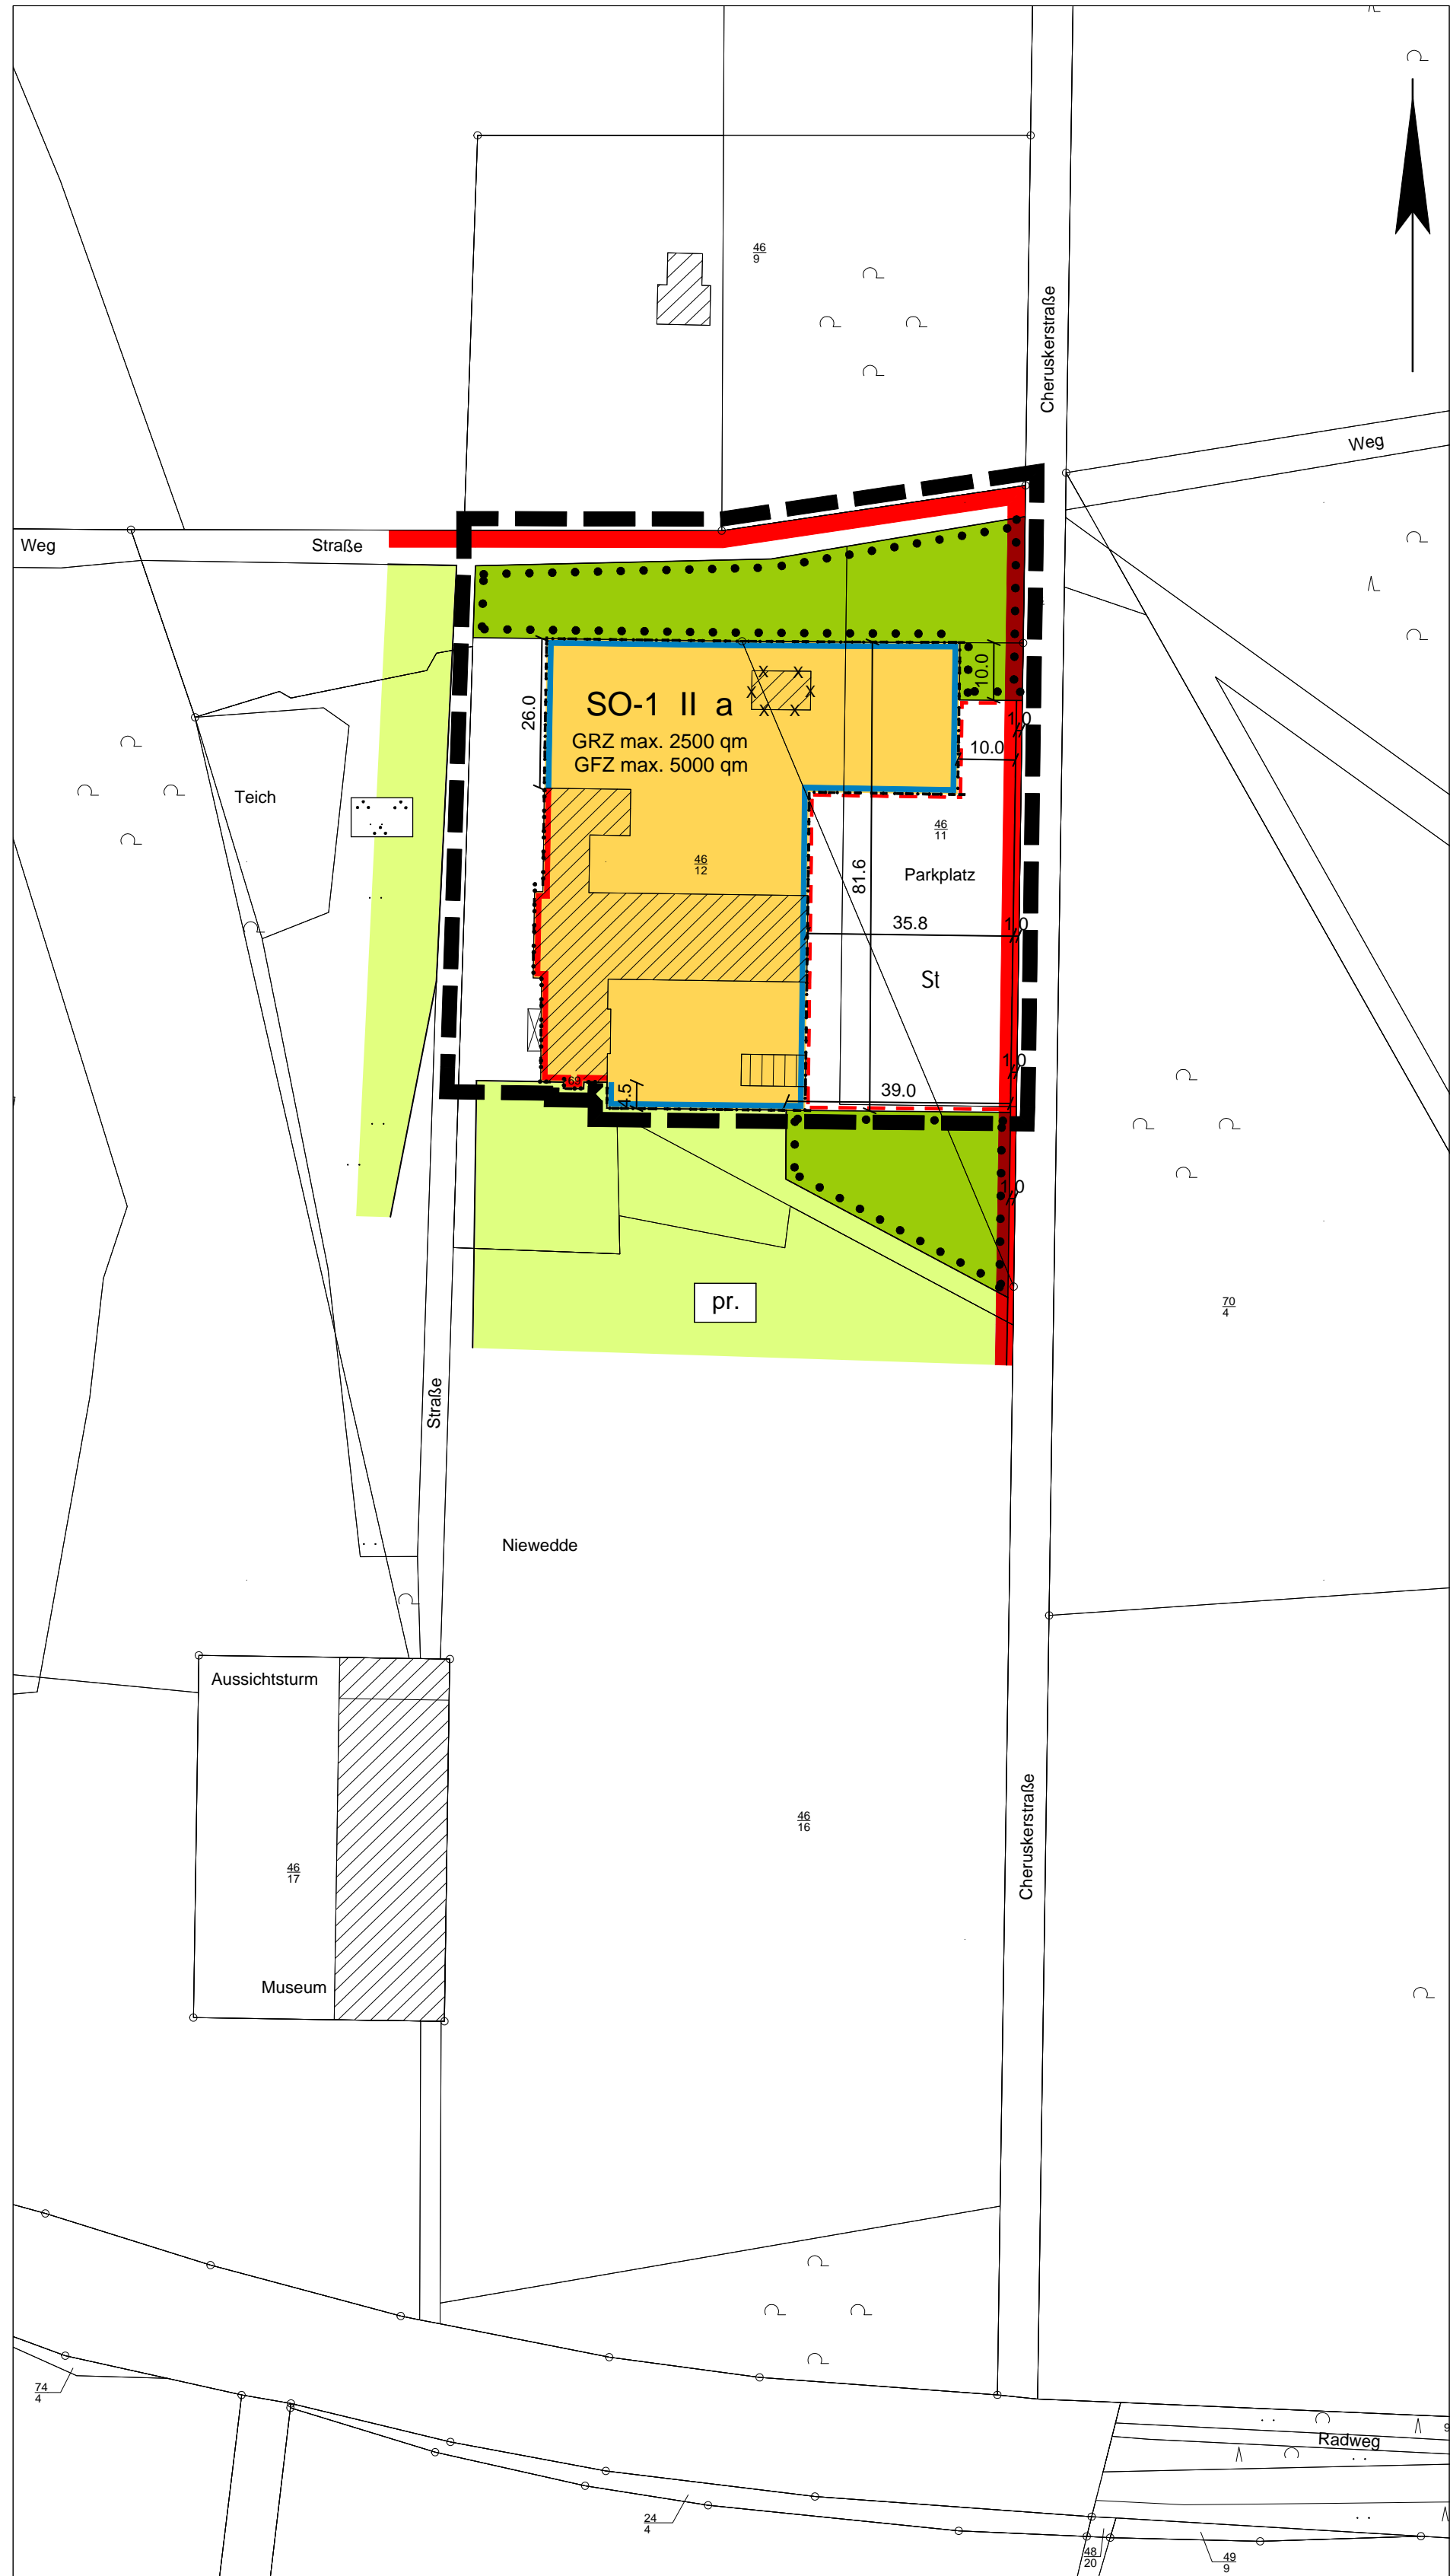 46
9
Cheruskerstraße
Weg
Weg
Straße
10.0
26.0
SO-1 II a
1,0
GRZ max. 2500 qm
10.0
GFZ max. 5000 qm
Teich
46
11
46
12
81.6
Parkplatz
35.8
1,0
St
1,0
39.0
4.5
1,0
pr.
70
4
Straße
Niewedde
Aussichtsturm
46
16
Cheruskerstraße
46
17
Museum
74
4
Radweg
9
24
4
48
20
49
9